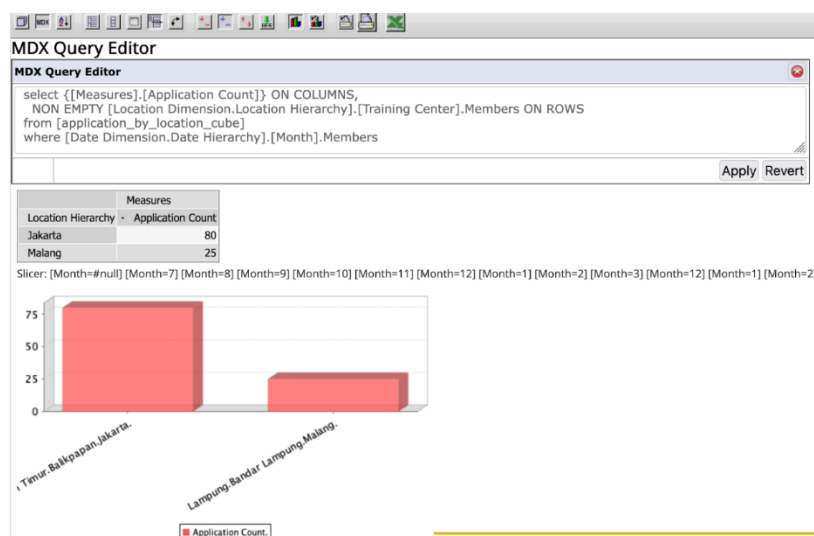 MDX
MDX Query Editor
MDX Query Editor
select {[Measures].[Application Count]} ON COLUMNS,
NON EMPTY [Location Dimension.Location Hierarchy].[Training Center].Members ON ROWS
from [application_by_location_cube]
where [Date Dimension.Date Hierarchy].[Month].Members
Apply Revert
Measures
Location Hierarchy Application Count
Jakarta 80
Malang 25
Slicer: [Month=#null] [Month=7] [Month=8] [Month=9] [Month=10] [Month=11] [Month=12] [Month=1] [Month=2] [Month=3] [Month=12] [Month=1] [Month=2]
75
50
25
0
Timur.Balikpapan.Jakarta.
Lampung.Bandar Lampung.Malang.
Application Count.